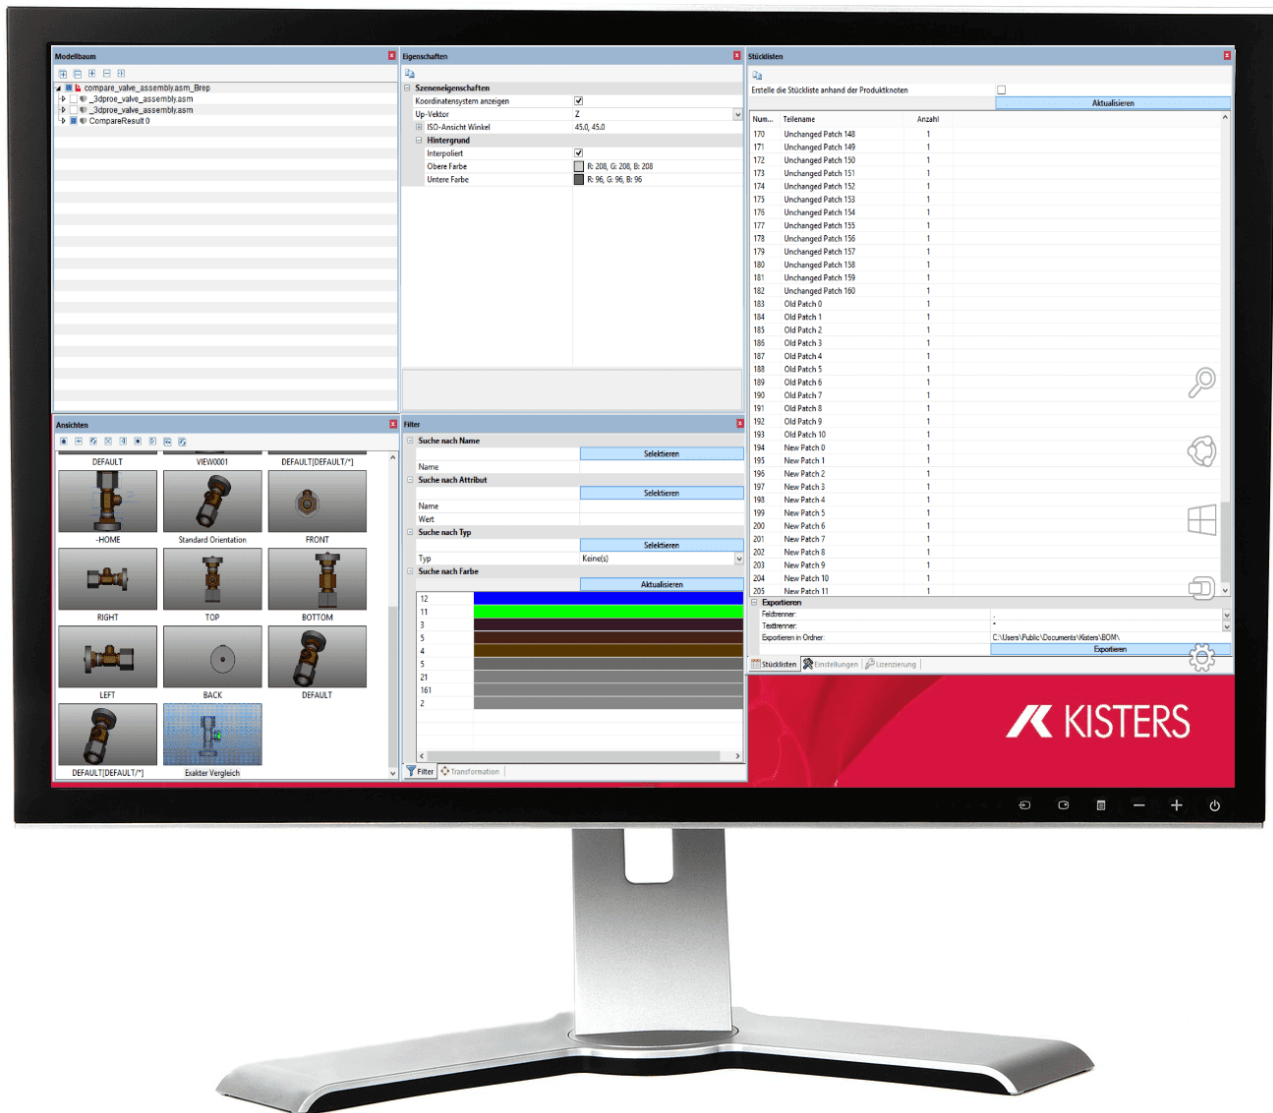 Modellbaum
compare_valve_assembly.asm_Brep
_3dproe_valve_assembly.asm
_3dproe_valve_assembly.asm
CompareResult 0
Eigenschaften
Szeneneigenschaften
Koordinatensystem anzeigen
Up-Vektor Z
ISO-Ansicht Winkel 45.0, 45.0
Hintergrund
Interpoliert
Obere Farbe R: 208, G: 208, B: 208
Untere Farbe R: 96, G: 96, B: 96
Stücklisten
Erstelle die Stückliste anhand der Produktknoten
Aktualisieren
Num... Teilename Anzahl
170 Unchanged Patch 148 1
171 Unchanged Patch 149 1
172 Unchanged Patch 150 1
173 Unchanged Patch 151 1
174 Unchanged Patch 152 1
175 Unchanged Patch 153 1
176 Unchanged Patch 154 1
177 Unchanged Patch 155 1
178 Unchanged Patch 156 1
179 Unchanged Patch 157 1
180 Unchanged Patch 158 1
181 Unchanged Patch 159 1
182 Unchanged Patch 160 1
183 Old Patch 0 1
184 Old Patch 1 1
185 Old Patch 2 1
186 Old Patch 3 1
187 Old Patch 4 1
188 Old Patch 5 1
189 Old Patch 6 1
190 Old Patch 7 1
191 Old Patch 8 1
192 Old Patch 9 1
193 Old Patch 10 1
194 New Patch 0 1
195 New Patch 1 1
196 New Patch 2 1
197 New Patch 3 1
198 New Patch 4 1
199 New Patch 5 1
200 New Patch 6 1
201 New Patch 7 1
202 New Patch 8 1
203 New Patch 9 1
204 New Patch 10 1
205 New Patch 11 1
Exportieren
Feldtrenner: ,
Texttrenner: "
Exportieren in Ordner: C:\Users\Public\Documents\Kisters\BOM\
Exportieren
Stücklisten Einstellungen Lizenzierung
Ansichten
DEFAULT VIEW0001 DEFAULT[DEFAULT/*]
-HOME Standard Orientation FRONT
RIGHT TOP BOTTOM
LEFT BACK DEFAULT
DEFAULT[DEFAULT/*] Exakter Vergleich
Filter
Suche nach Name
Selektieren
Name
Suche nach Attribut
Selektieren
Name
Wert
Suche nach Typ
Selektieren
Typ Keine(s)
Suche nach Farbe
Aktualisieren
12
11
3
5
4
5
21
161
2
Filter Transformation
KISTERS